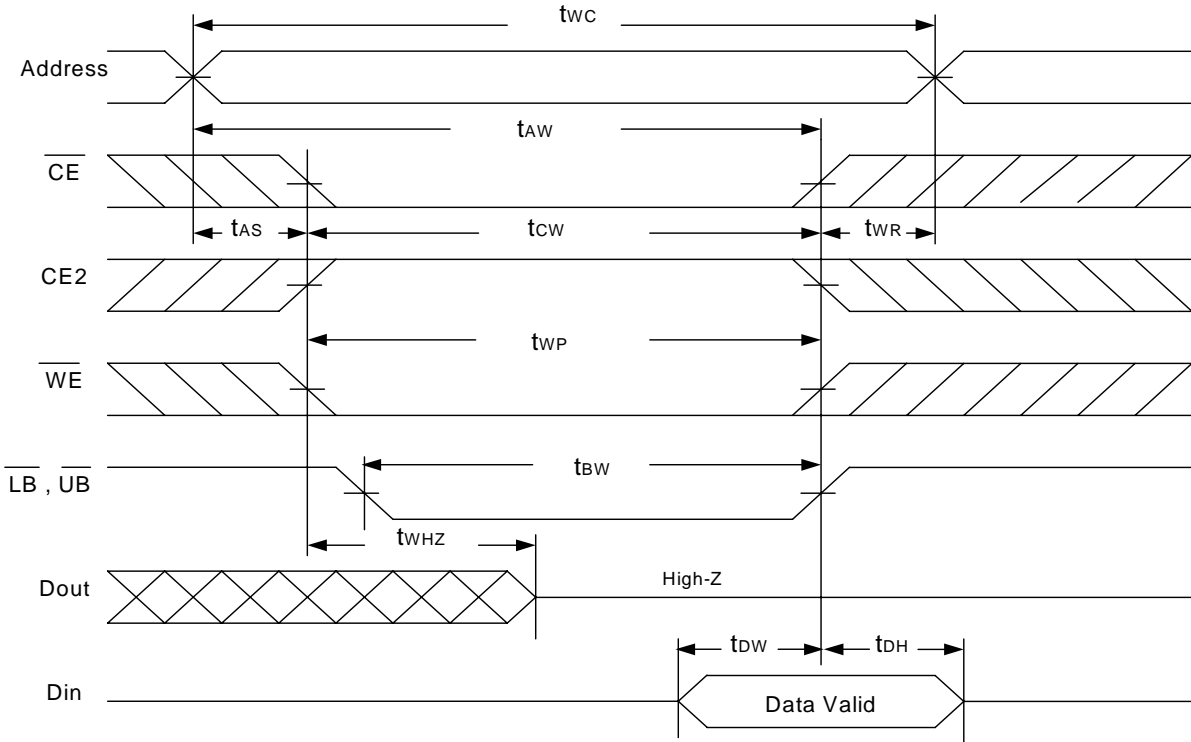 tWC
Address
tAW
CE
tAS
tCW
tWR
CE2
tWP
WE
LB , UB
tBW
tWHZ
Dout
High-Z
tDW
tDH
Din
Data Valid